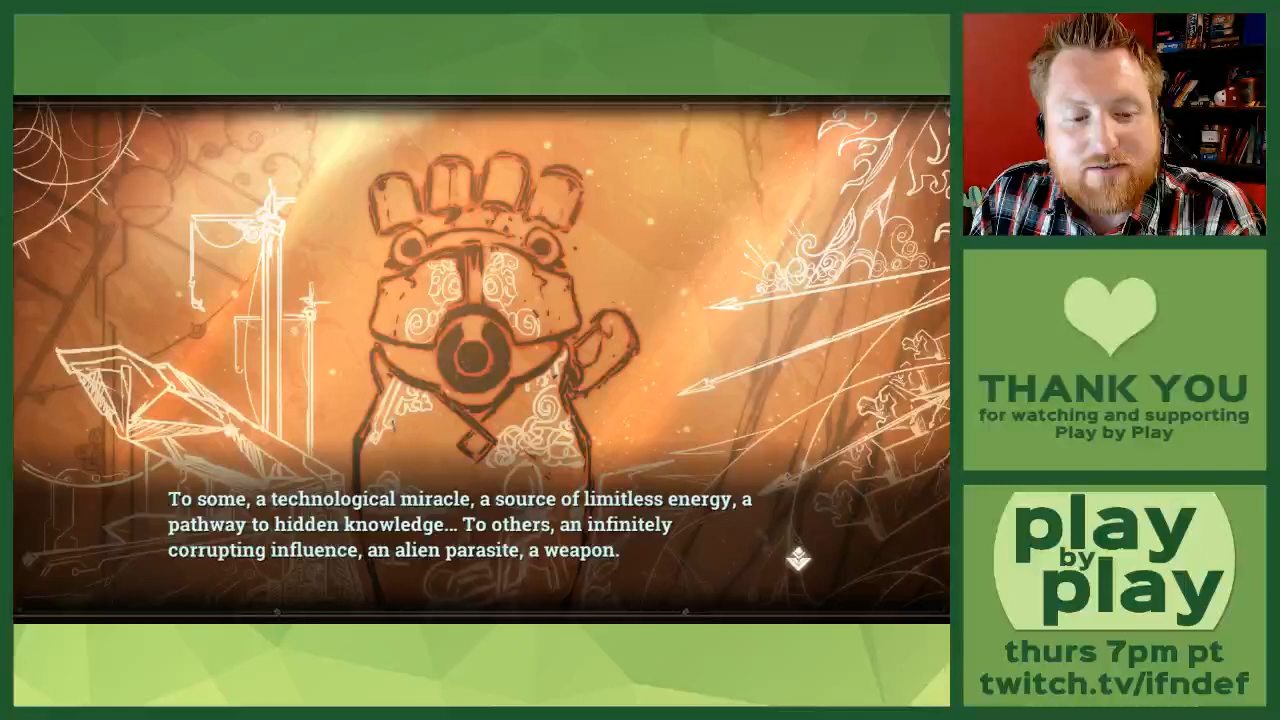 To some, a technological miracle, a source of limitless energy, a
pathway to hidden knowledge... To others, an infinitely
corrupting influence, an alien parasite, a weapon.
THANK YOU
for watching and supporting
Play by Play
play
by
play
thurs 7pm pt
twitch.tv/ifndef